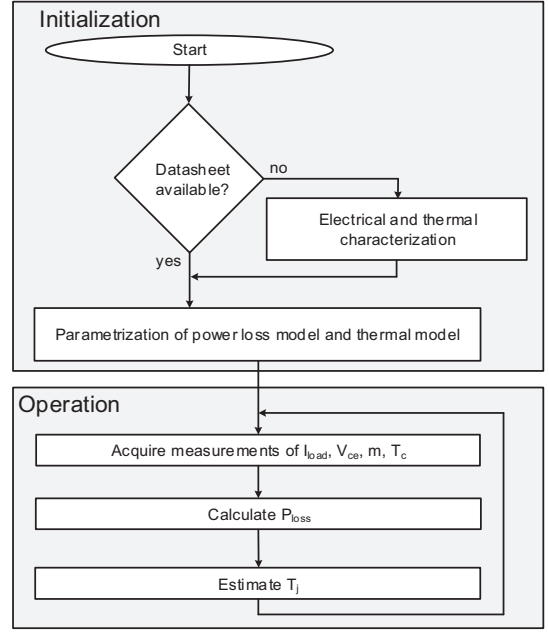 Initialization
Start
Datasheet
available?
no
Electrical and thermal
characterization
yes
Parametrization of power loss model and thermal model
Operation
Acquire measurements of Iload, Vce, m, Tc
Calculate Ploss
Estimate Tj